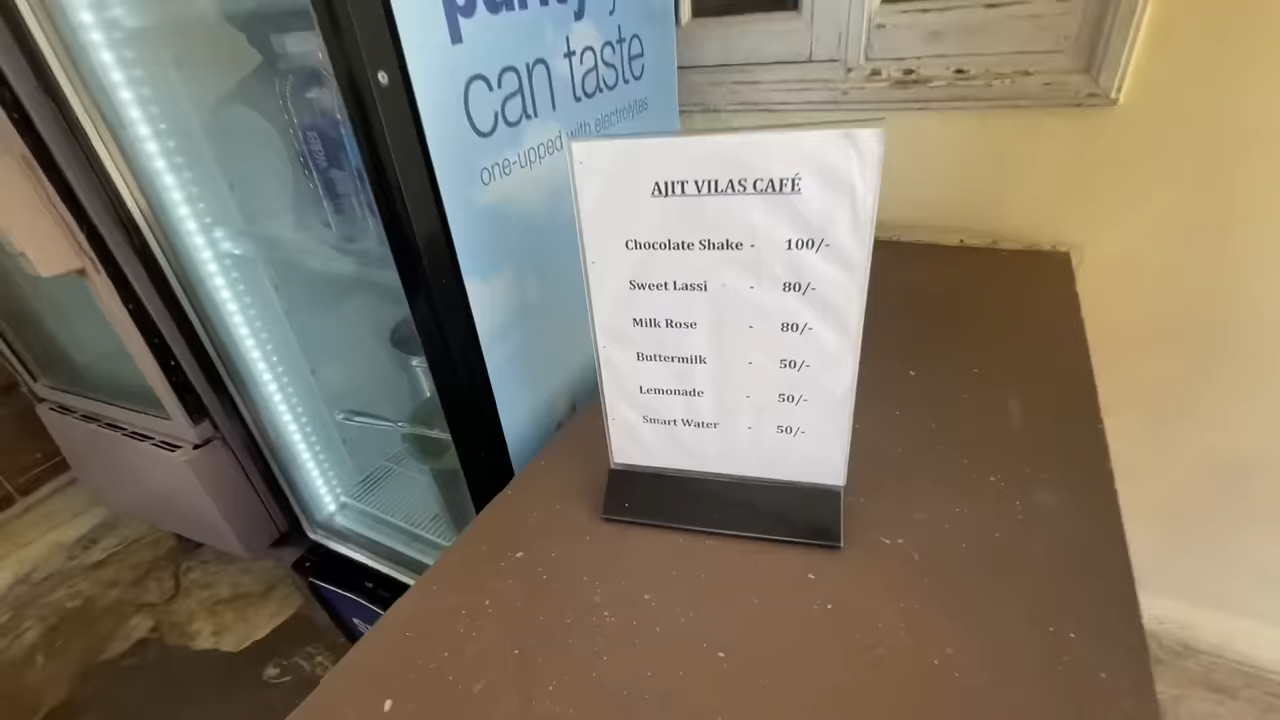 can taste
one-upped with electrolytes
AJIT VILAS CAFÉ
Chocolate Shake - 100/-
Sweet Lassi - 80/-
Milk Rose - 80/-
Buttermilk - 50/-
Lemonade - 50/-
Smart Water - 50/-